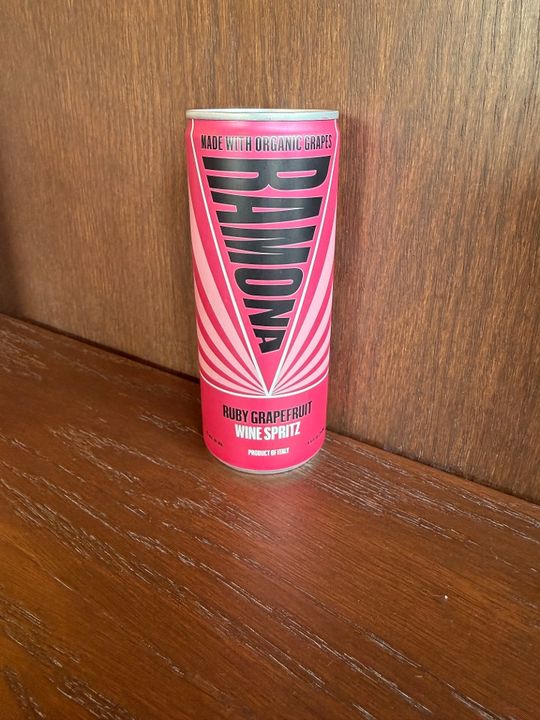 MADE WITH ORGANIC GRAPES
RAMONA
RUBY GRAPEFRUIT
WINE SPRITZ
PRODUCT OF ITALY